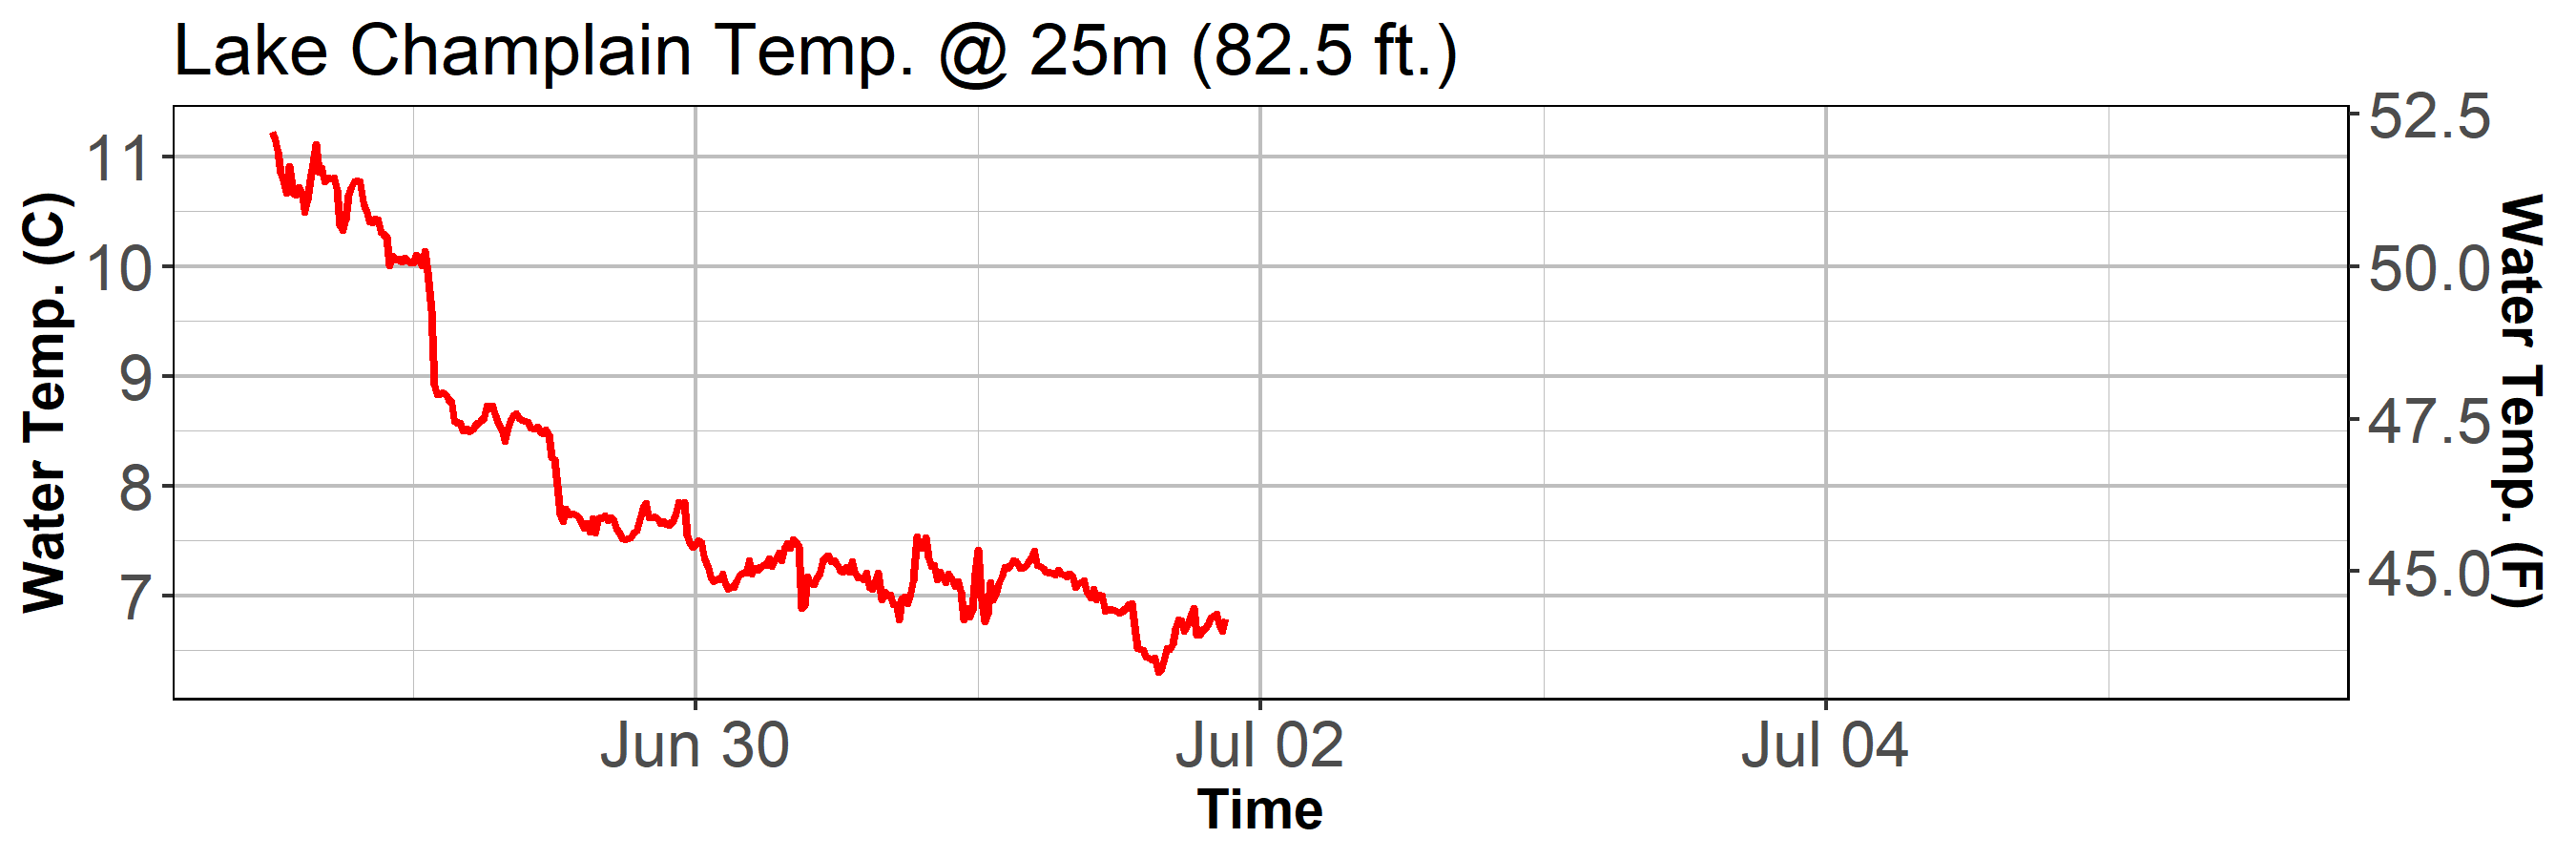 Lake Champlain Temp. @ 25m (82.5 ft.)
Water Temp. (C)
11
10
9
8
7
52.5
50.0
47.5
45.0
Water Temp. (F)
Jun 30
Jul 02
Jul 04
Time